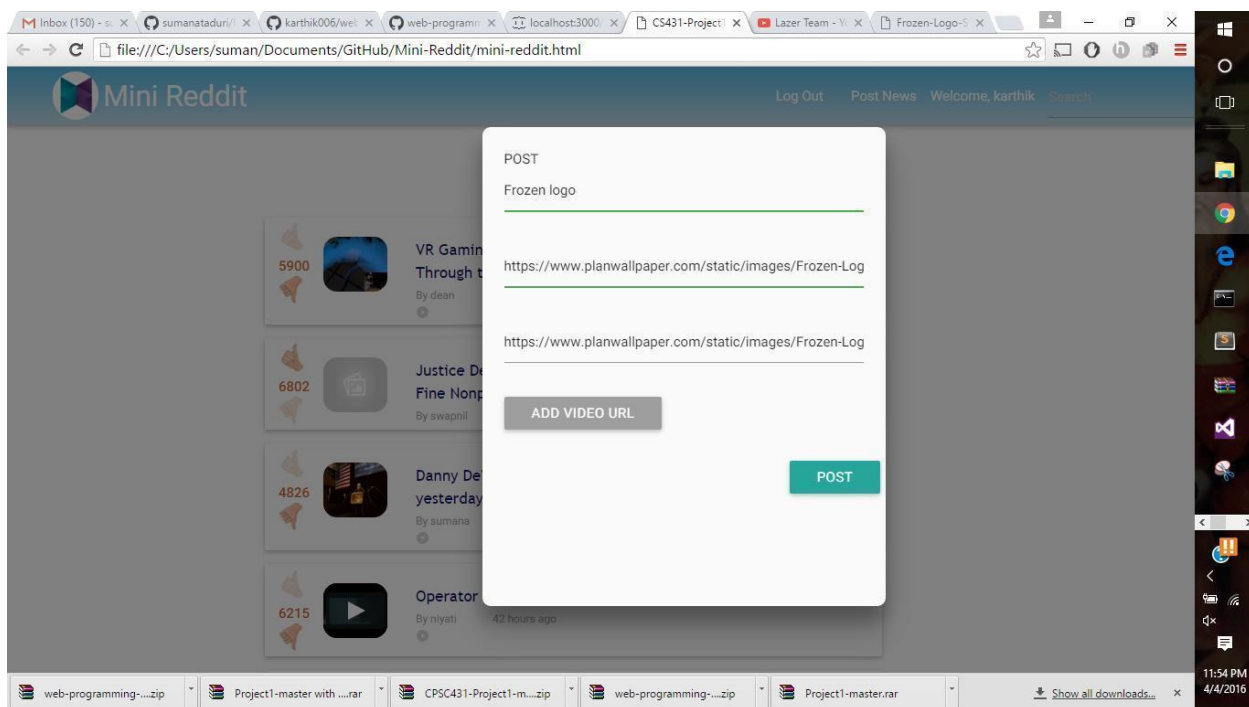 Inbox (150) - su
sumanataduri/
karthik006/web
web-programm
localhost:3000/
CS431-Project1
Lazer Team - Yo
Frozen-Logo-S
file:///C:/Users/suman/Documents/GitHub/Mini-Reddit/mini-reddit.html
Mini Reddit
Log Out Post News Welcome, karthik Search
POST
Frozen logo
https://www.planwallpaper.com/static/images/Frozen-Log
https://www.planwallpaper.com/static/images/Frozen-Log
ADD VIDEO URL
POST
5900
VR Gamin
Through t
By dean
6802
Justice De
Fine Nonp
By swapnil
4826
Danny De
yesterday
By sumana
6215
Operator
By niyati 42 hours ago
web-programming-....zip
Project1-master with ....rar
CPSC431-Project1-m....zip
web-programming-....zip
Project1-master.rar
Show all downloads...
11:54 PM
4/4/2016